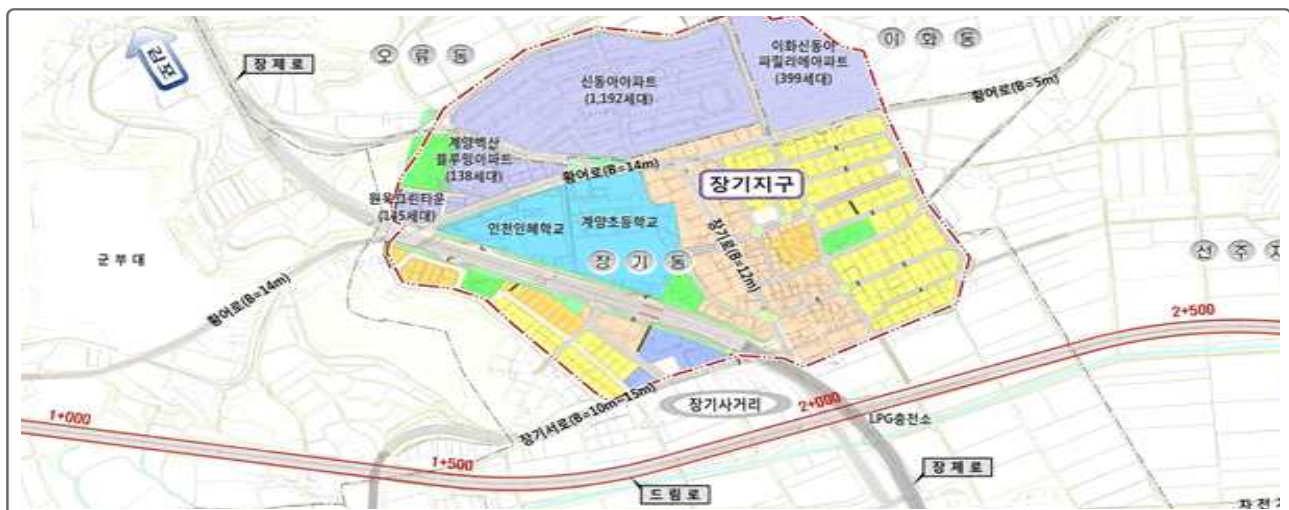 김포
장제로
오류동
이화동
이화신동아
파밀리에아파트
(399세대)
신동아아파트
(1,192세대)
황어로(B=5m)
계양벽산
블루밍아파트
(138세대)
황어로(B=14m)
장기지구
원육그린타운
(145세대)
인천인혜학교
계양초등학교
장기동
장기로(B=12m)
군부대
선주지
황어로(B=14m)
2+500
장기사거리
2+000
장기서로(B=10m~15m)
LPG충전소
1+000
1+500
드림로
장제로
자전거